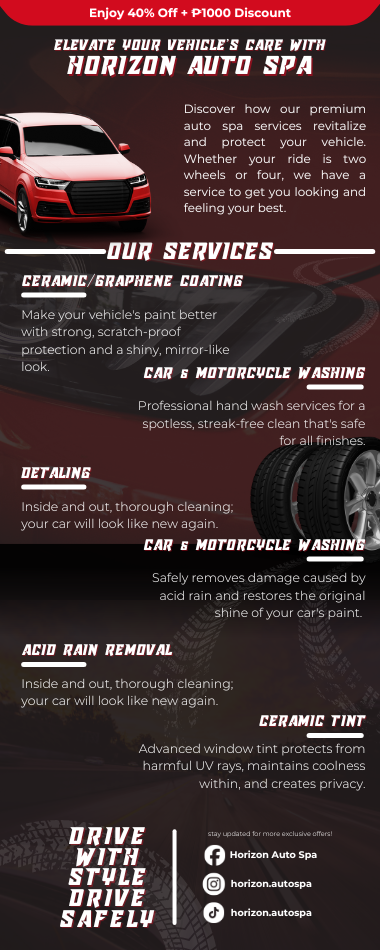 Enjoy 40% Off + ₱1000 Discount
ELEVATE YOUR VEHICLE'S CARE WITH
HORIZON AUTO SPA
Discover how our premium
auto spa services revitalize
and protect your vehicle.
Whether your ride is two
wheels or four, we have a
service to get you looking and
feeling your best.
OUR SERVICES
CERAMIC/GRAPHENE COATING
Make your vehicle's paint better
with strong, scratch-proof
protection and a shiny, mirror-like
look.
CAR & MOTORCYCLE WASHING
Professional hand wash services for a
spotless, streak-free clean that's safe
for all finishes.
DETALING
Inside and out, thorough cleaning;
your car will look like new again.
CAR & MOTORCYCLE WASHING
Safely removes damage caused by
acid rain and restores the original
shine of your car's paint.
ACID RAIN REMOVAL
Inside and out, thorough cleaning;
your car will look like new again.
CERAMIC TINT
Advanced window tint protects from
harmful UV rays, maintains coolness
within, and creates privacy.
DRIVE
WITH
STYLE
DRIVE
SAFELY
stay updated for more exclusive offers!
Horizon Auto Spa
horizon.autospa
horizon.autospa